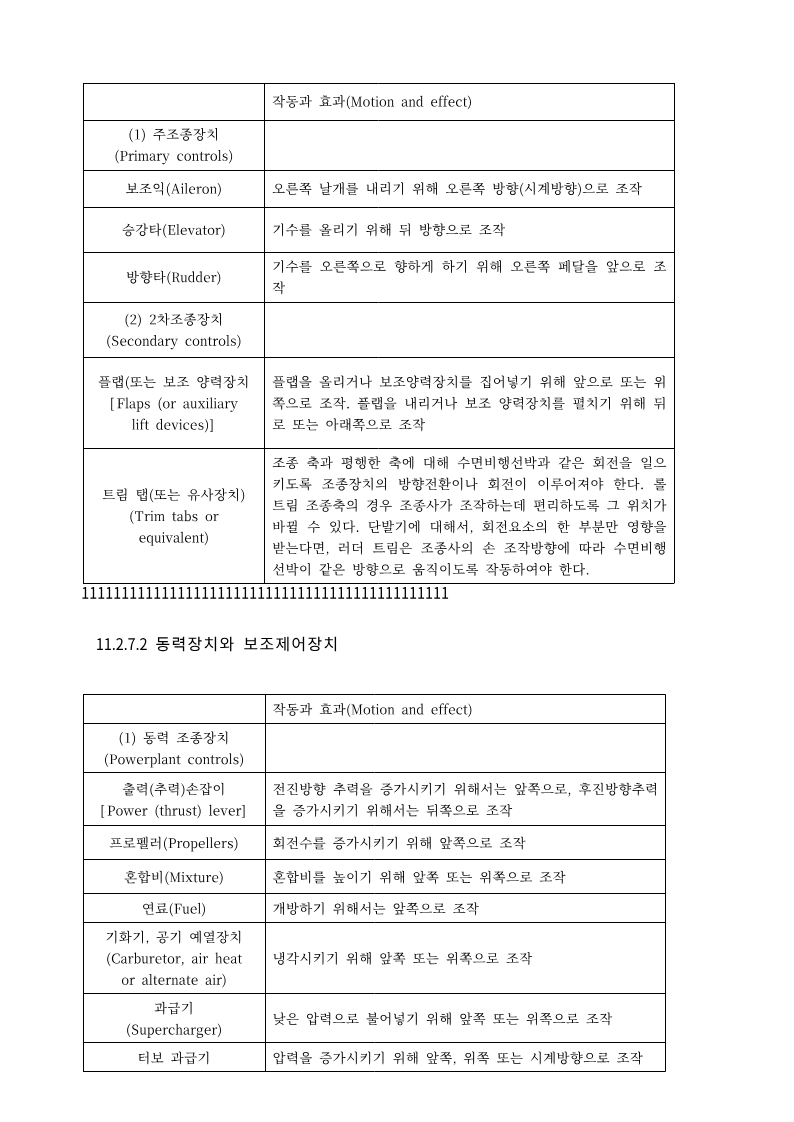 작동과 효과(Motion and effect)
(1) 주조종장치
(Primary controls)
보조익(Aileron)
오른쪽 날개를 내리기 위해 오른쪽 방향(시계방향)으로 조작
승강타(Elevator)
기수를 올리기 위해 뒤 방향으로 조작
방향타(Rudder)
기수를 오른쪽으로 향하게 하기 위해 오른쪽 페달을 앞으로 조
작
(2) 2차조종장치
(Secondary controls)
플랩(또는 보조 양력장치
[Flaps (or auxiliary
lift devices)]
플랩을 올리거나 보조양력장치를 집어넣기 위해 앞으로 또는 위
쪽으로 조작. 플랩을 내리거나 보조 양력장치를 펼치기 위해 뒤
로 또는 아래쪽으로 조작
트림 탭(또는 유사장치)
(Trim tabs or
equivalent)
조종 축과 평행한 축에 대해 수면비행선박과 같은 회전을 일으
키도록 조종장치의 방향전환이나 회전이 이루어져야 한다. 롤
트림 조종축의 경우 조종사가 조작하는데 편리하도록 그 위치가
바뀔 수 있다. 단발기에 대해서, 회전요소의 한 부분만 영향을
받는다면, 러더 트림은 조종사의 손 조작방향에 따라 수면비행
선박이 같은 방향으로 움직이도록 작동하여야 한다.
1111111111111111111111111111111111111111111111
11.2.7.2 동력장치와 보조제어장치
작동과 효과(Motion and effect)
(1) 동력 조종장치
(Powerplant controls)
출력(추력)손잡이
[Power (thrust) lever]
전진방향 추력을 증가시키기 위해서는 앞쪽으로, 후진방향추력
을 증가시키기 위해서는 뒤쪽으로 조작
프로펠러(Propellers)
회전수를 증가시키기 위해 앞쪽으로 조작
혼합비(Mixture)
혼합비를 높이기 위해 앞쪽 또는 위쪽으로 조작
연료(Fuel)
개방하기 위해서는 앞쪽으로 조작
기화기, 공기 예열장치
(Carburetor, air heat
or alternate air)
냉각시키기 위해 앞쪽 또는 위쪽으로 조작
과급기
(Supercharger)
낮은 압력으로 불어넣기 위해 앞쪽 또는 위쪽으로 조작
터보 과급기
압력을 증가시키기 위해 앞쪽, 위쪽 또는 시계방향으로 조작